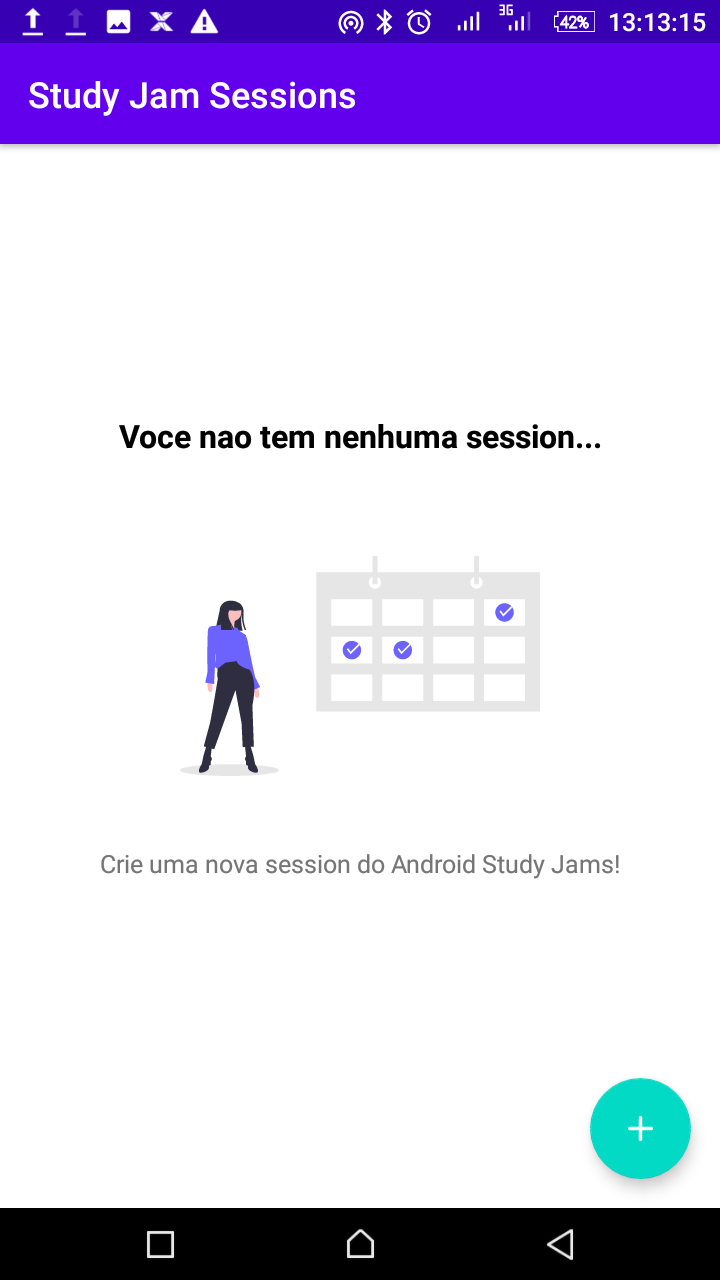 3G 42% 13:13:15
Study Jam Sessions
Voce nao tem nenhuma session...
Crie uma nova session do Android Study Jams!